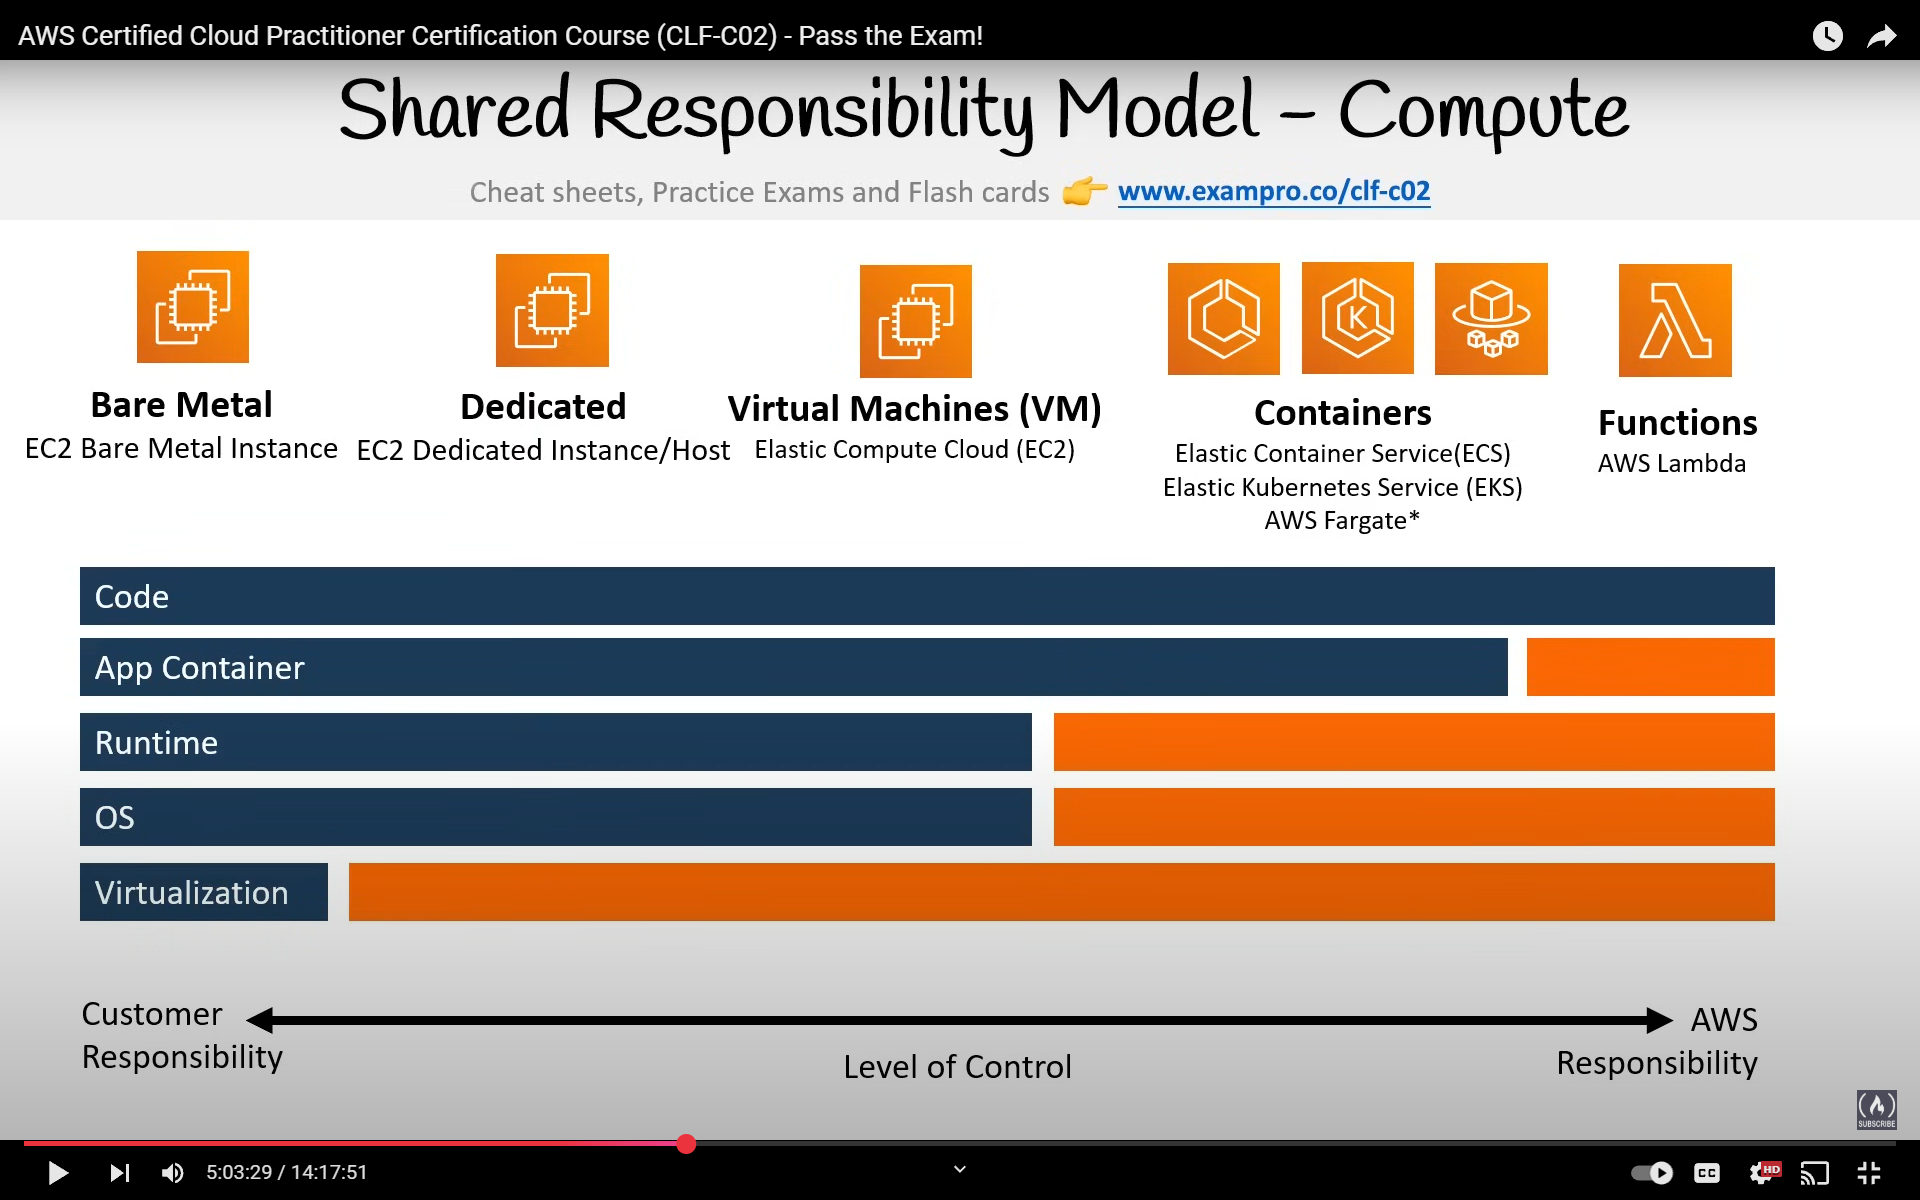 AWS Certified Cloud Practitioner Certification Course (CLF-C02) - Pass the Exam!
Shared Responsibility Model - Compute
Cheat sheets, Practice Exams and Flash cards 👉 www.exampro.co/clf-c02
Bare Metal
EC2 Bare Metal Instance
Dedicated
EC2 Dedicated Instance/Host
Virtual Machines (VM)
Elastic Compute Cloud (EC2)
K
Containers
Elastic Container Service(ECS)
Elastic Kubernetes Service (EKS)
AWS Fargate*
Functions
AWS Lambda
Code
App Container
Runtime
OS
Virtualization
Customer
Responsibility
Level of Control
AWS
Responsibility
SUBSCRIBE
5:03:29 / 14:17:51
CC
HD